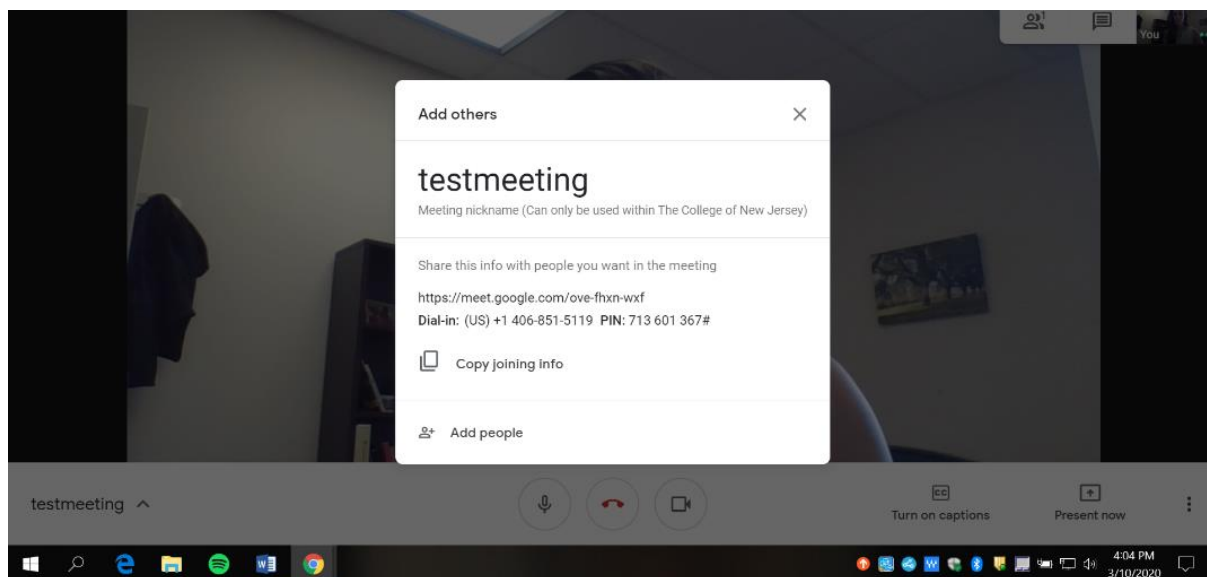 You
Add others
testmeeting
Meeting nickname (Can only be used within The College of New Jersey)
Share this info with people you want in the meeting
https://meet.google.com/ove-fhxn-wxf
Dial-in: (US) +1 406-851-5119 PIN: 713 601 367#
Copy joining info
Add people
testmeeting
CC
Turn on captions
Present now
4:04 PM
3/10/2020